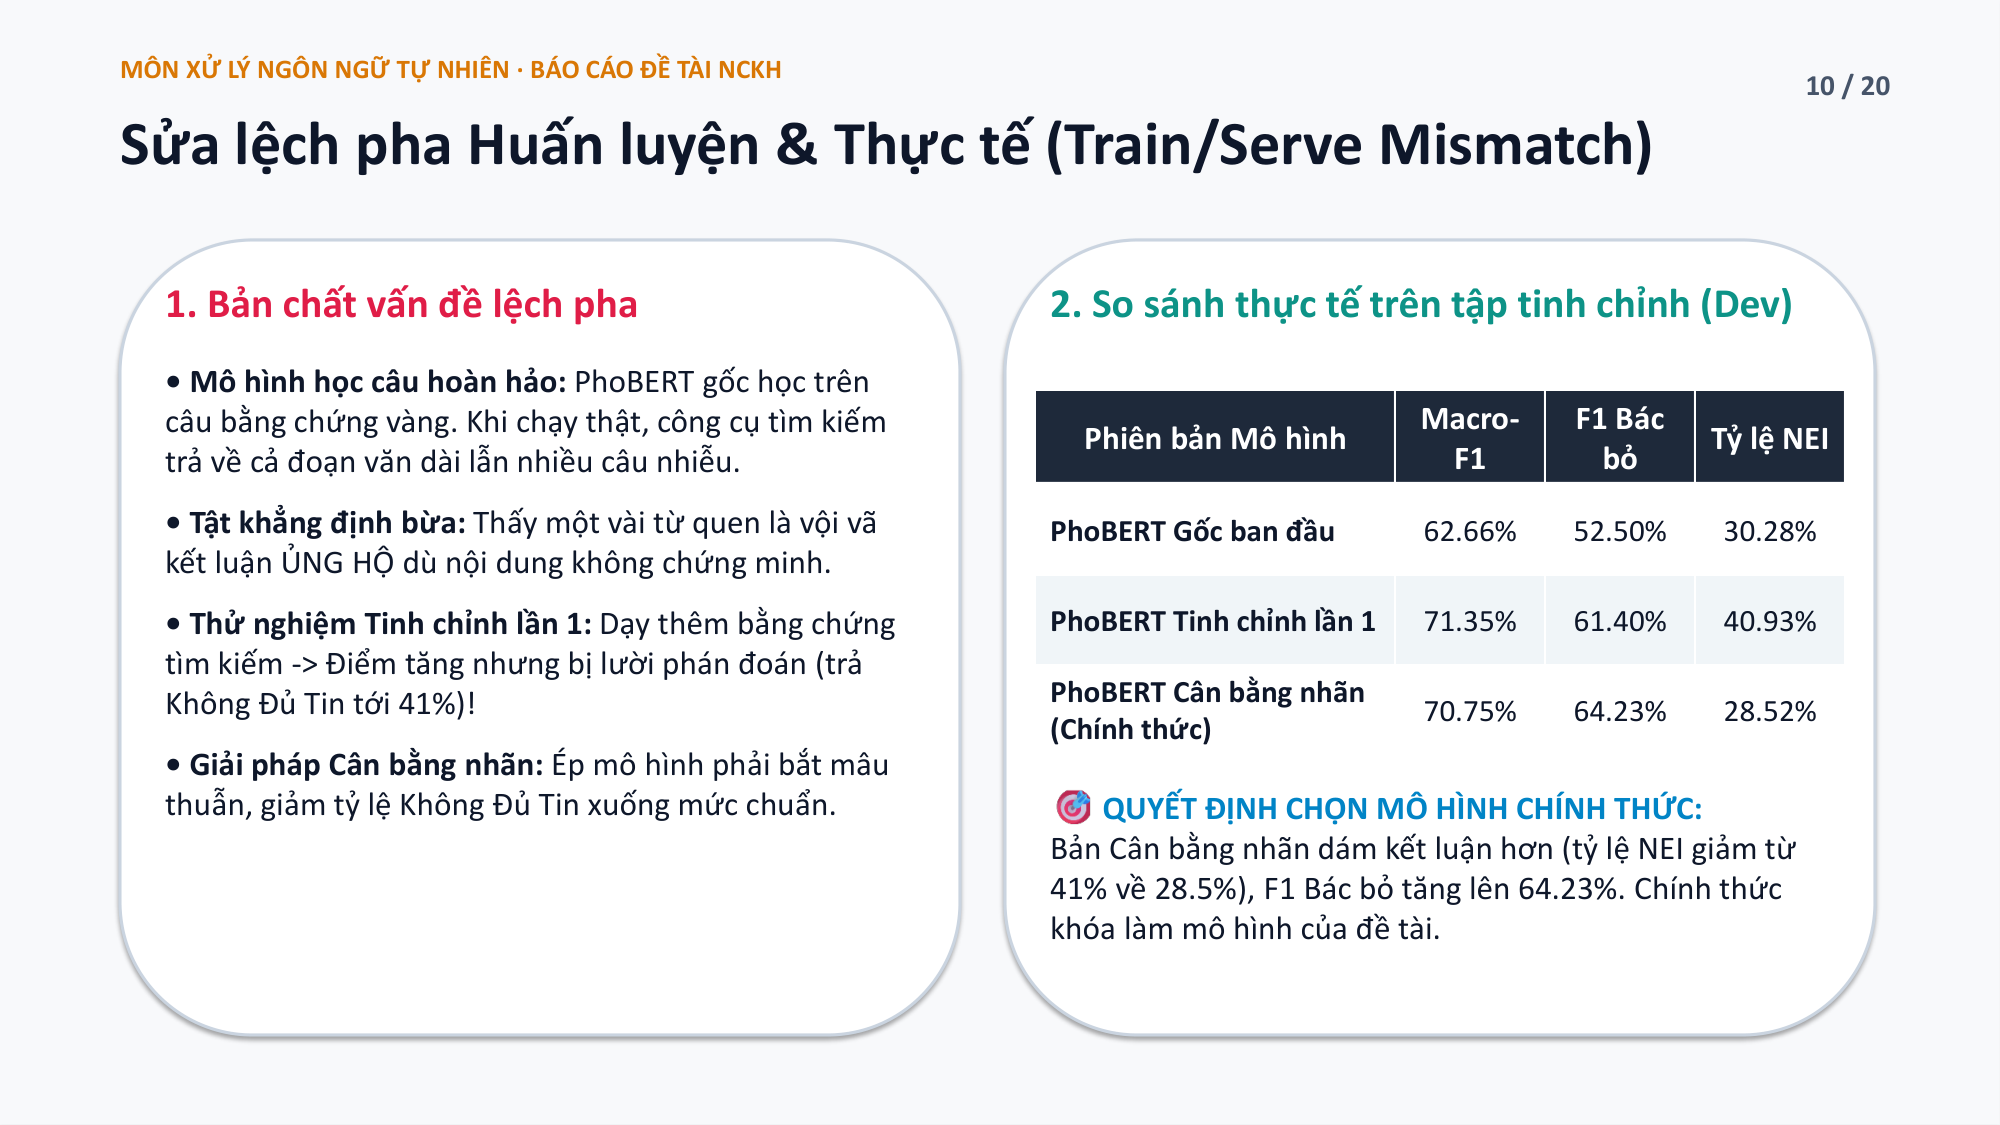 MÔN XỬ LÝ NGÔN NGỮ TỰ NHIÊN · BÁO CÁO ĐỀ TÀI NCKH
10 / 20
Sửa lệch pha Huấn luyện & Thực tế (Train/Serve Mismatch)
1. Bản chất vấn đề lệch pha
• Mô hình học câu hoàn hảo: PhoBERT gốc học trên
câu bằng chứng vàng. Khi chạy thật, công cụ tìm kiếm
trả về cả đoạn văn dài lẫn nhiều câu nhiễu.
• Tật khẳng định bừa: Thấy một vài từ quen là vội vã
kết luận ỦNG HỘ dù nội dung không chứng minh.
• Thử nghiệm Tinh chỉnh lần 1: Dạy thêm bằng chứng
tìm kiếm -> Điểm tăng nhưng bị lười phán đoán (trả
Không Đủ Tin tới 41%)!
• Giải pháp Cân bằng nhãn: Ép mô hình phải bắt mâu
thuẫn, giảm tỷ lệ Không Đủ Tin xuống mức chuẩn.
2. So sánh thực tế trên tập tinh chỉnh (Dev)
Phiên bản Mô hình Macro-F1 F1 Bác bỏ Tỷ lệ NEI
PhoBERT Gốc ban đầu 62.66% 52.50% 30.28%
PhoBERT Tinh chỉnh lần 1 71.35% 61.40% 40.93%
PhoBERT Cân bằng nhãn (Chính thức) 70.75% 64.23% 28.52%
🎯 QUYẾT ĐỊNH CHỌN MÔ HÌNH CHÍNH THỨC:
Bản Cân bằng nhãn dám kết luận hơn (tỷ lệ NEI giảm từ
41% về 28.5%), F1 Bác bỏ tăng lên 64.23%. Chính thức
khóa làm mô hình của đề tài.